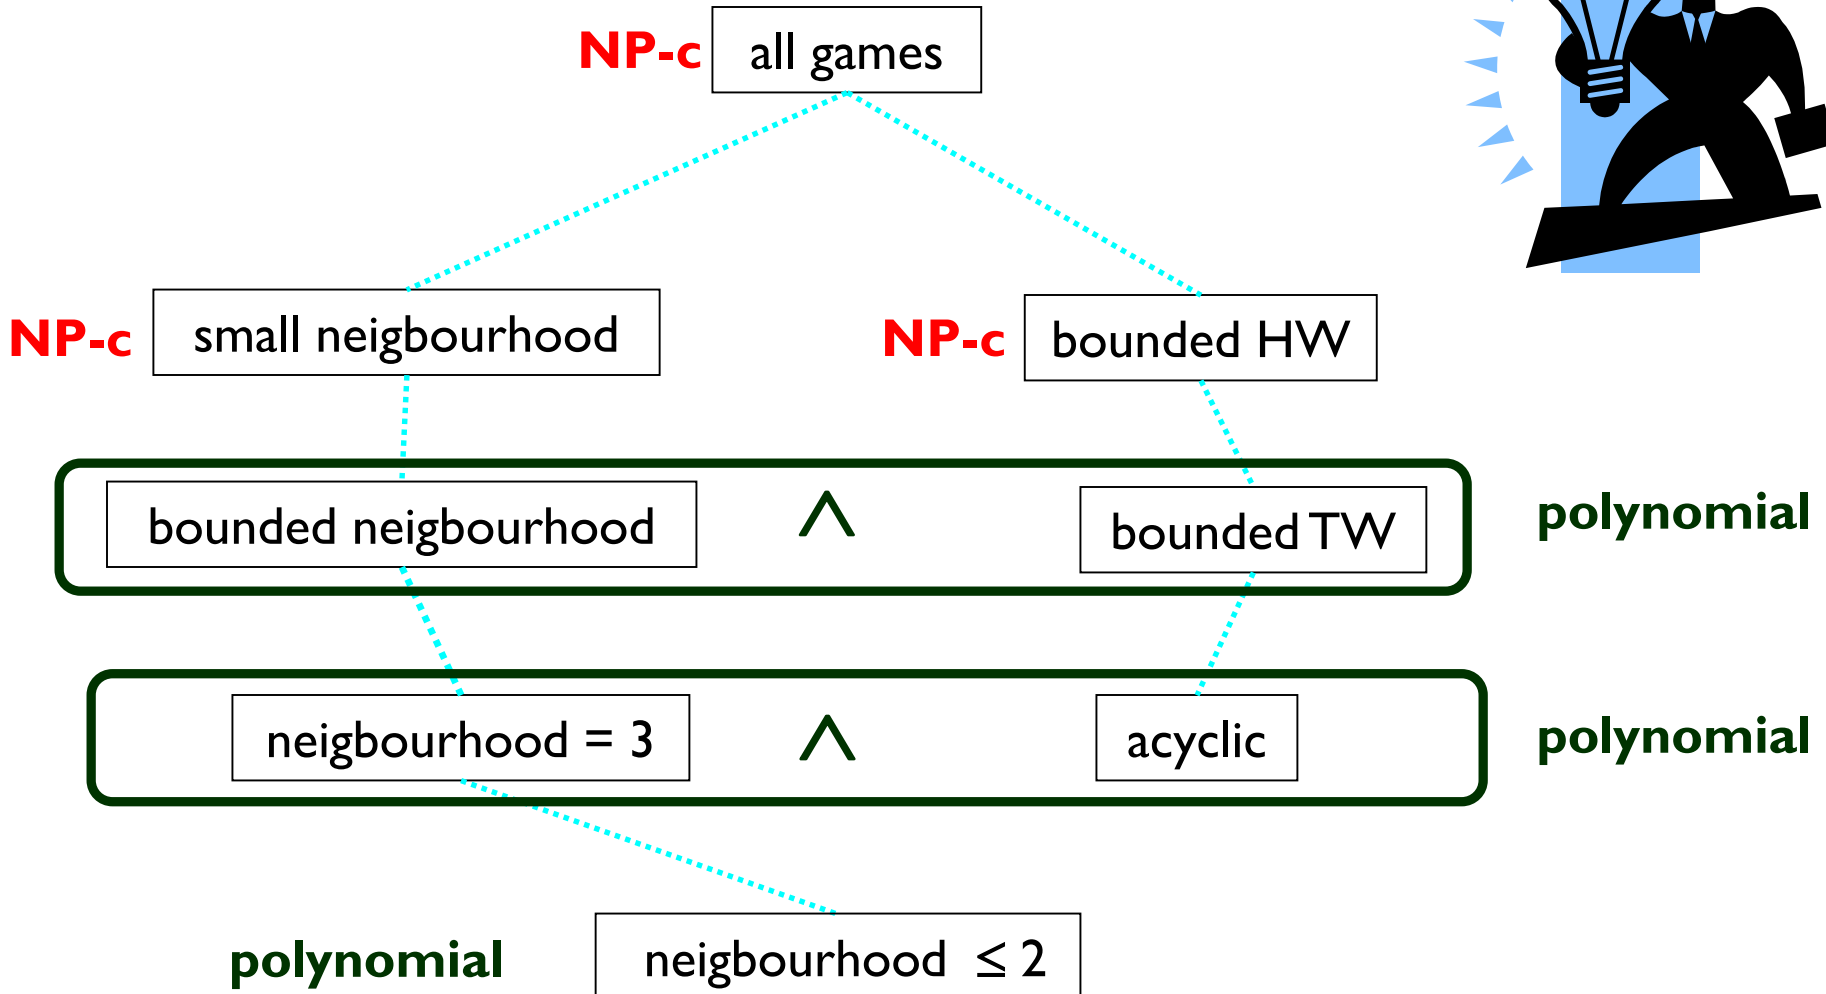 NP-c all games
NP-c small neigbourhood NP-c bounded HW
bounded neigbourhood ∧ bounded TW polynomial
neigbourhood = 3 ∧ acyclic polynomial
polynomial neigbourhood ≤ 2